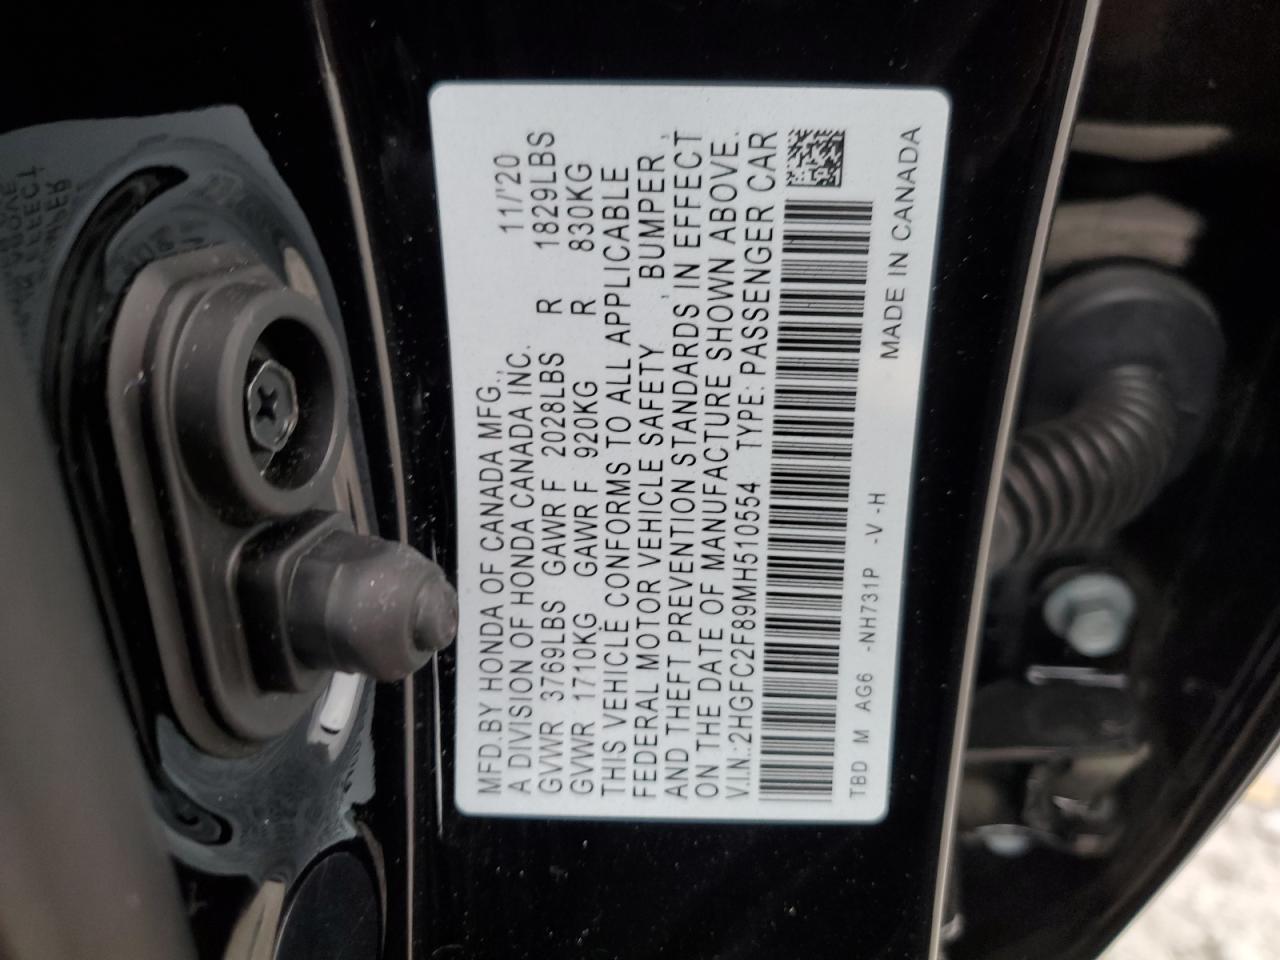 MFD.BY HONDA OF CANADA MFG., 11/'20
A DIVISION OF HONDA CANADA INC.
GVWR 3769LBS GAWR F 2028LBS R 1829LBS
GVWR 1710KG GAWR F 920KG R 830KG
THIS VEHICLE CONFORMS TO ALL APPLICABLE
FEDERAL MOTOR VEHICLE SAFETY, BUMPER,
AND THEFT PREVENTION STANDARDS IN EFFECT
ON THE DATE OF MANUFACTURE SHOWN ABOVE.
V.I.N.:2HGFC2F89MH510554 TYPE:PASSENGER CAR
TBD M AG6 -NH731P -V -H MADE IN CANADA